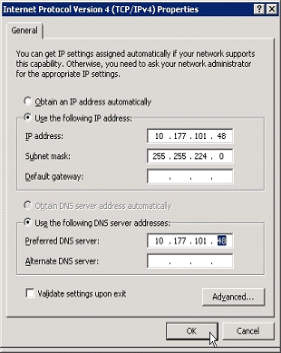 Internet Protocol Version 4 (TCP/IPv4) Properties
General
You can get IP settings assigned automatically if your network supports
this capability. Otherwise, you need to ask your network administrator
for the appropriate IP settings.
Obtain an IP address automatically
Use the following IP address:
IP address: 10 . 177 . 101 . 48
Subnet mask: 255 . 255 . 224 . 0
Default gateway: . . .
Obtain DNS server address automatically
Use the following DNS server addresses:
Preferred DNS server: 10 . 177 . 101 . 48
Alternate DNS server: . . .
Validate settings upon exit
Advanced...
OK Cancel